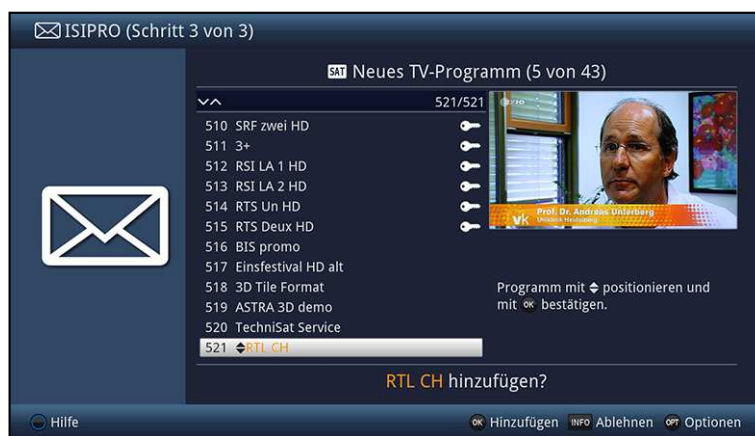 ISIPRO (Schritt 3 von 3)
SAT Neues TV-Programm (5 von 43)
521/521
510 SRF zwei HD
511 3+
512 RSI LA 1 HD
513 RSI LA 2 HD
514 RTS Un HD
515 RTS Deux HD
516 BIS promo
517 Einsfestival HD alt
518 3D Tile Format
519 ASTRA 3D demo
520 TechniSat Service
521 RTL CH
vk Prof. Dr. Andreas Unterberg
Uniklinik Heidelberg
Programm mit positionieren und
mit OK bestätigen.
RTL CH hinzufügen?
Hilfe
OK Hinzufügen INFO Ablehnen OPT Optionen